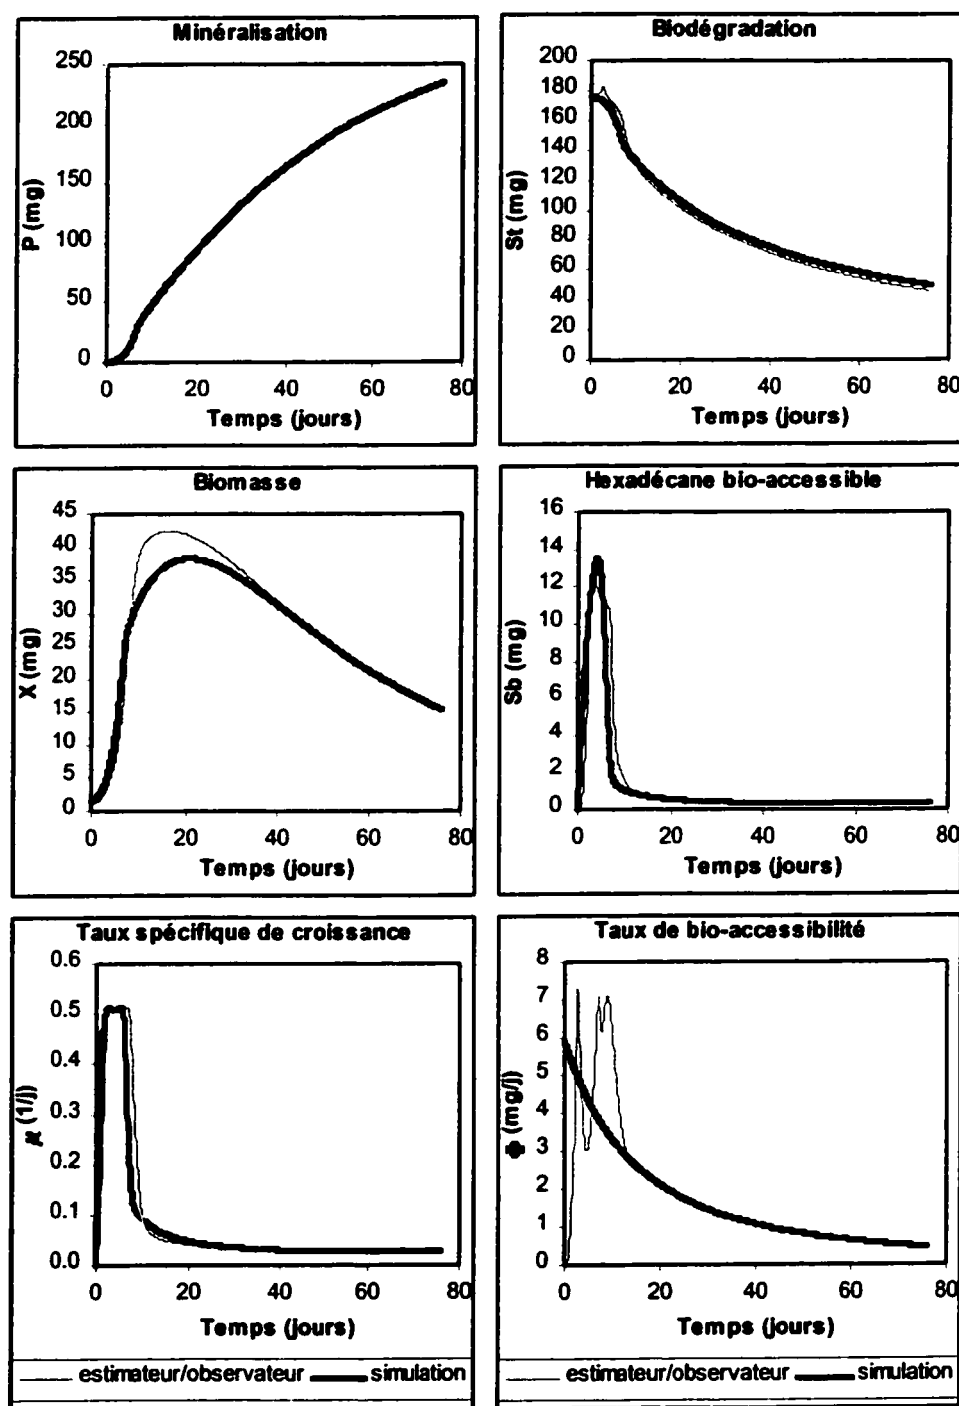 Minéralisation
250
200
150
100
50
0
P (mg)
0 20 40 60 80
Temps (jours)
Biodégradation
200
180
160
140
120
100
80
60
40
20
0
St (mg)
0 20 40 60 80
Temps (jours)
Biomasse
45
40
35
30
25
20
15
10
5
0
X (mg)
0 20 40 60 80
Temps (jours)
Hexadécane bio-accessible
16
14
12
10
8
6
4
2
0
Sb (mg)
0 20 40 60 80
Temps (jours)
Taux spécifique de croissance
0.6
0.5
0.4
0.3
0.2
0.1
0.0
μ (1/j)
0 20 40 60 80
Temps (jours)
estimateur/observateur simulation
Taux de bio-accessibilité
8
7
6
5
4
3
2
1
0
Φ (mg/j)
0 20 40 60 80
Temps (jours)
estimateur/observateur simulation